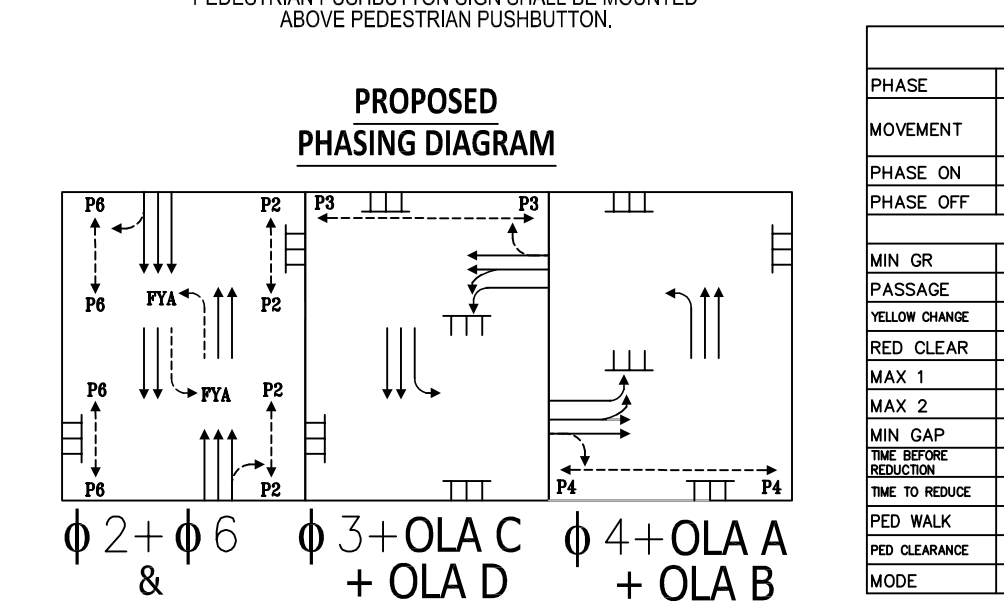 PEDESTRIAN PUSHBUTTON SIGN SHALL BE MOUNTED
ABOVE PEDESTRIAN PUSHBUTTON.
PROPOSED
PHASING DIAGRAM
P6 P2 P3 P3
P6 FYA P2
P6 FYA P2
P6 P2 P4 P4
ϕ 2+ϕ 6
&
ϕ 3+OLA C
+ OLA D
ϕ 4+OLA A
+ OLA B
PHASE
MOVEMENT
PHASE ON
PHASE OFF
MIN GR
PASSAGE
YELLOW CHANGE
RED CLEAR
MAX 1
MAX 2
MIN GAP
TIME BEFORE
REDUCTION
TIME TO REDUCE
PED WALK
PED CLEARANCE
MODE